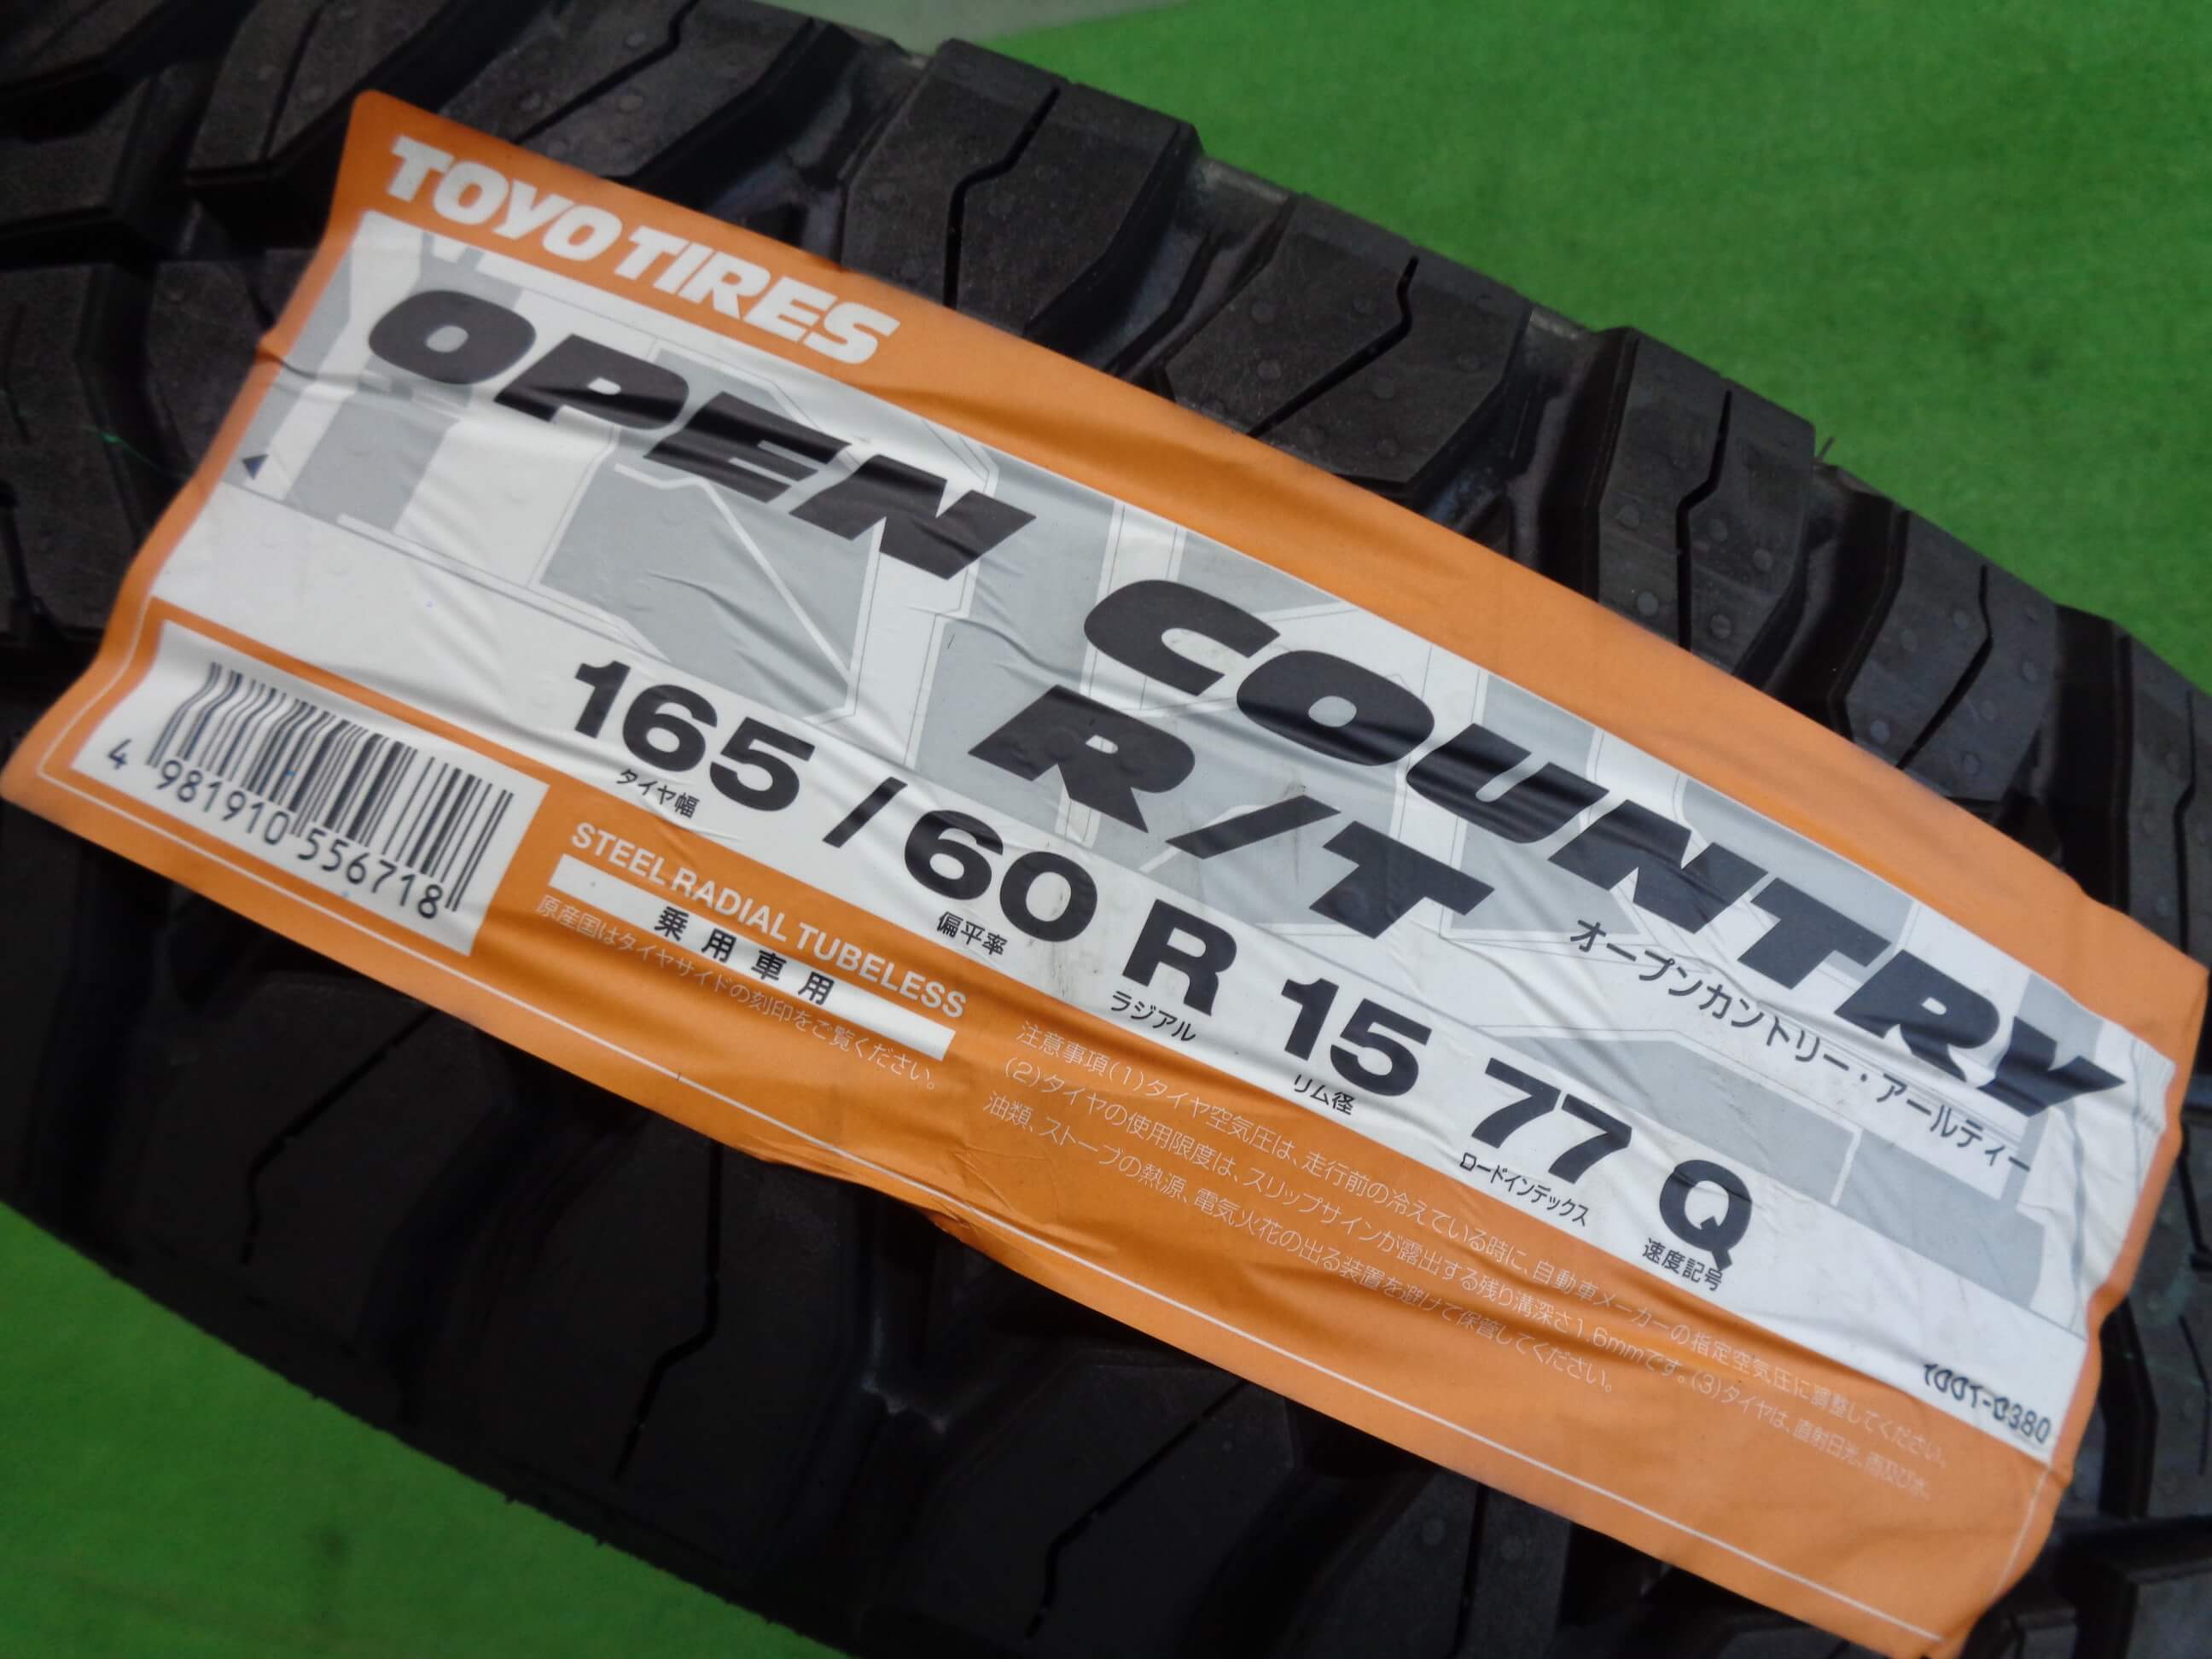 TOYO TIRES
OPEN COUNTRY
R/T
オープンカントリー・アールティー
165 / 60 R 15 77 Q
タイヤ幅 偏平率 ラジアル リム径 ロードインデックス 速度記号
4 981910 556718
STEEL RADIAL TUBELESS
乗用車用
原産国はタイヤサイドの刻印をご覧ください。
注意事項(1)タイヤ空気圧は、走行前の冷えている時に、自動車メーカーの指定空気圧に調整してください。
(2)タイヤの使用限度は、スリップサインが露出する残り溝深さ1.6mmです。(3)タイヤは、直射日光、雨及び水、
油類、ストーブの熱源、電気火花の出る装置を避けて保管してください。